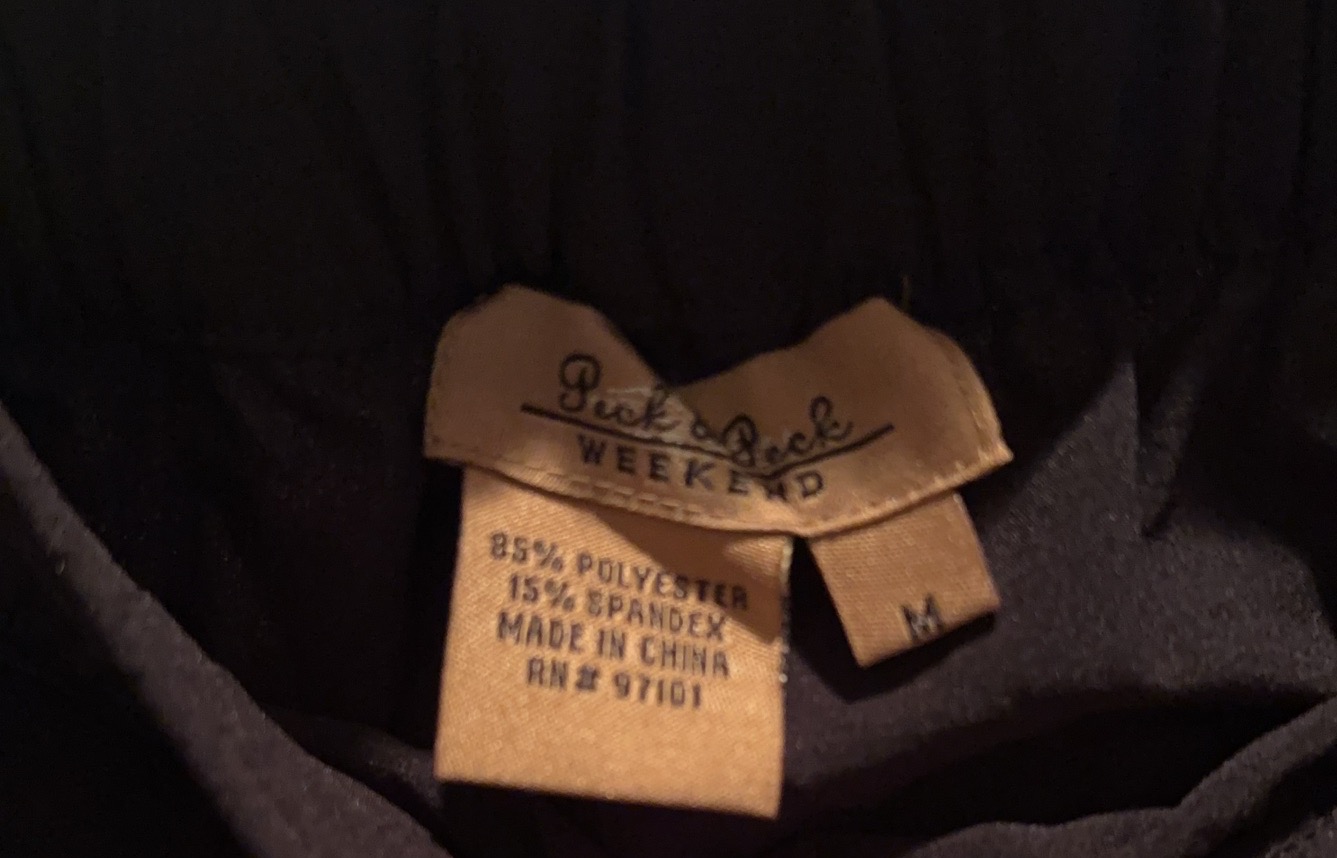 Peck & Peck
WEEKEND
85% POLYESTER
15% SPANDEX
MADE IN CHINA
RN# 97101
M